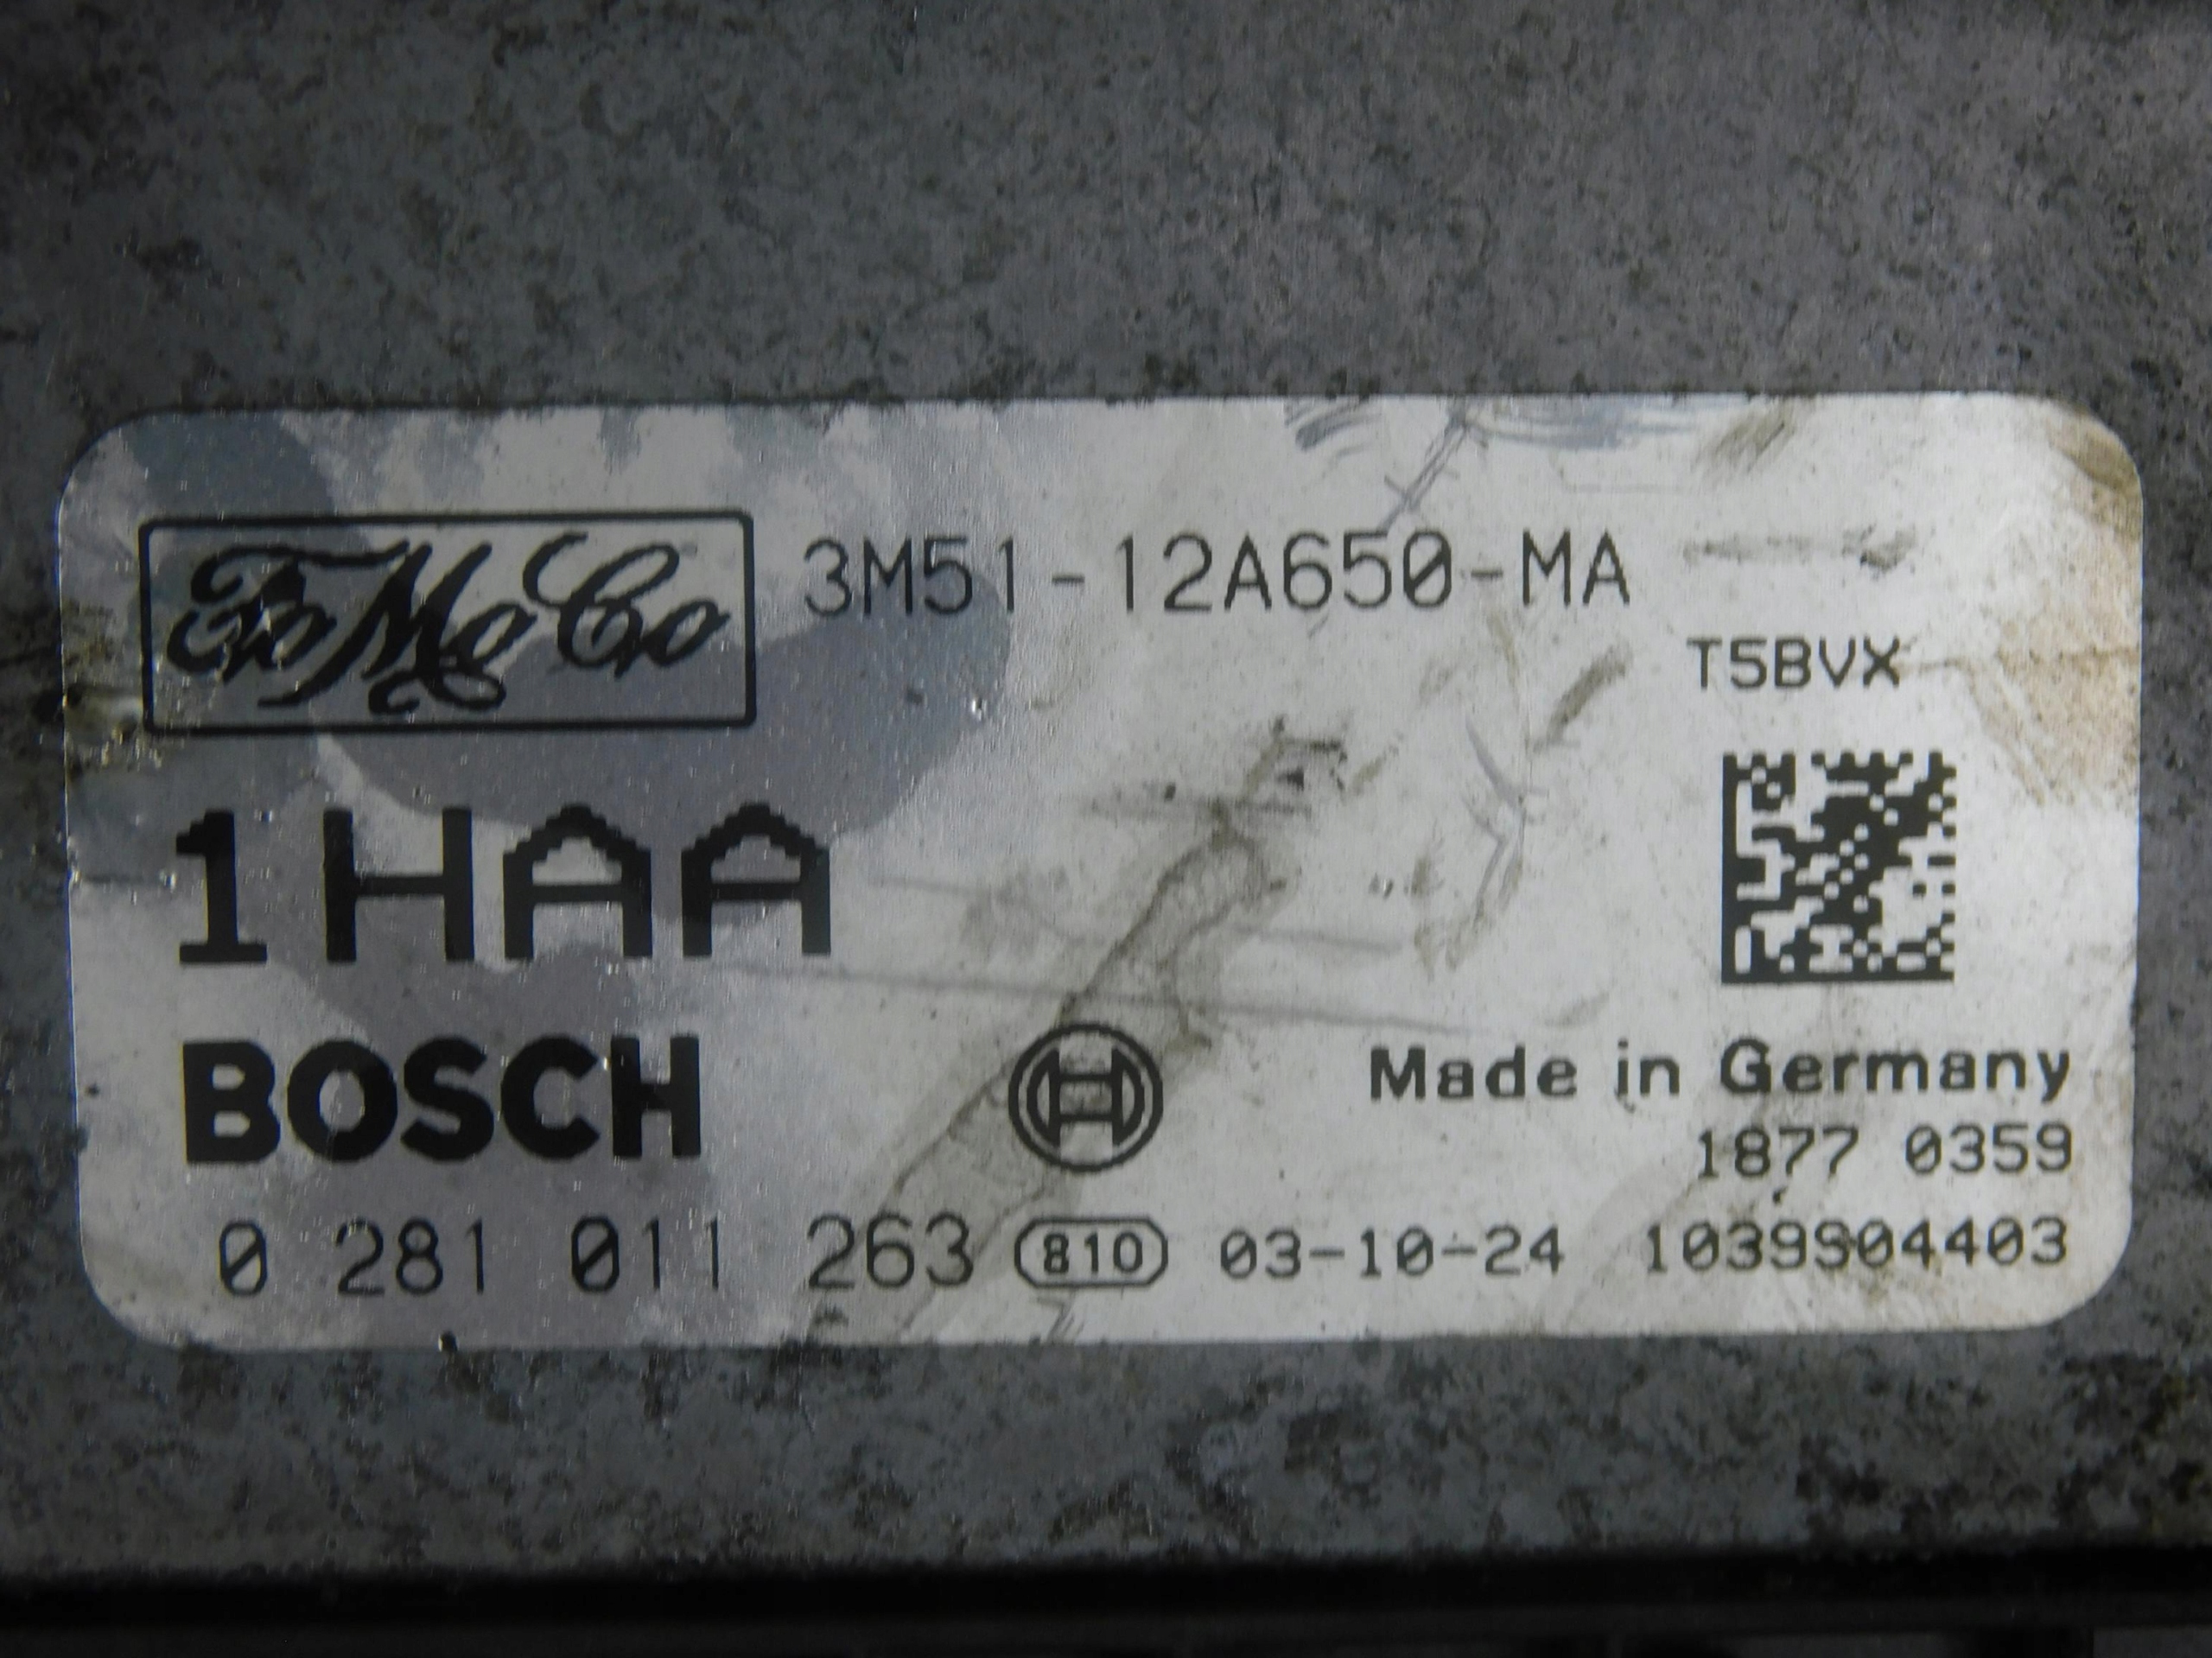 FoMoCo 3M51-12A650-MA
T5BVX
1HAA
BOSCH Made in Germany
1877 0359
0 281 011 263 810 03-10-24 1039S04403